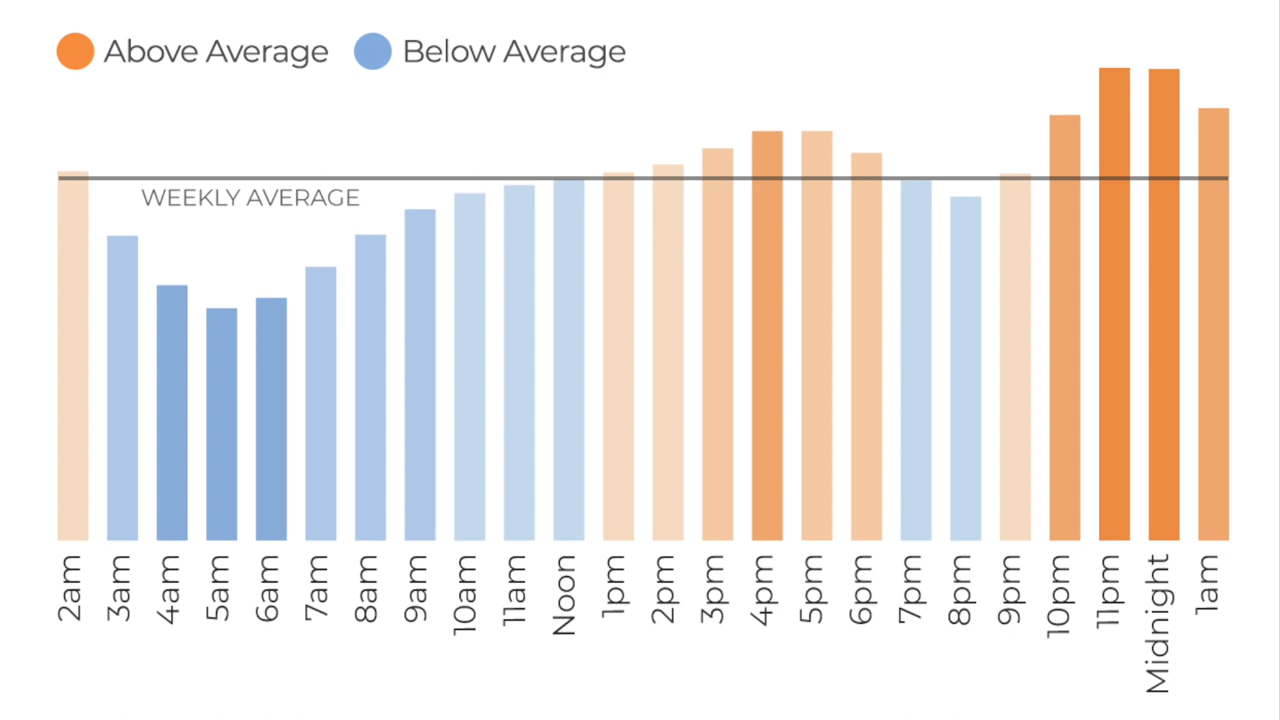 Above Average
Below Average
WEEKLY AVERAGE
2am
3am
4am
5am
6am
7am
8am
9am
10am
11am
Noon
1pm
2pm
3pm
4pm
5pm
6pm
7pm
8pm
9pm
10pm
11pm
Midnight
1am